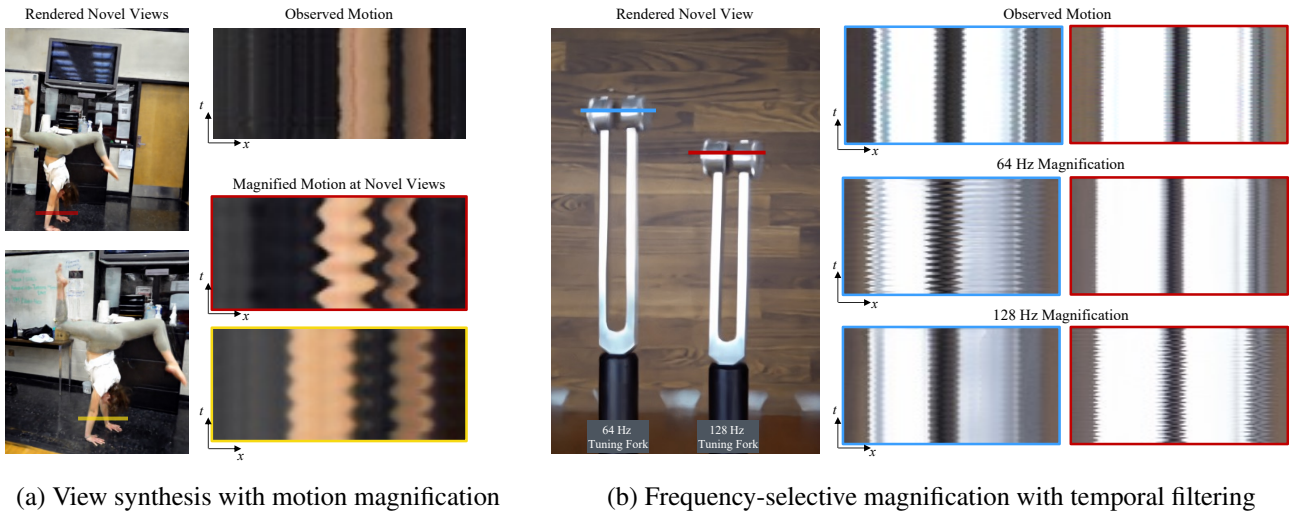 Rendered Novel Views
Observed Motion
t
x
Magnified Motion at Novel Views
t
x
t
x
(a) View synthesis with motion magnification
Rendered Novel View
64 Hz
Tuning Fork
128 Hz
Tuning Fork
Observed Motion
t
x
64 Hz Magnification
t
x
128 Hz Magnification
t
x
(b) Frequency-selective magnification with temporal filtering